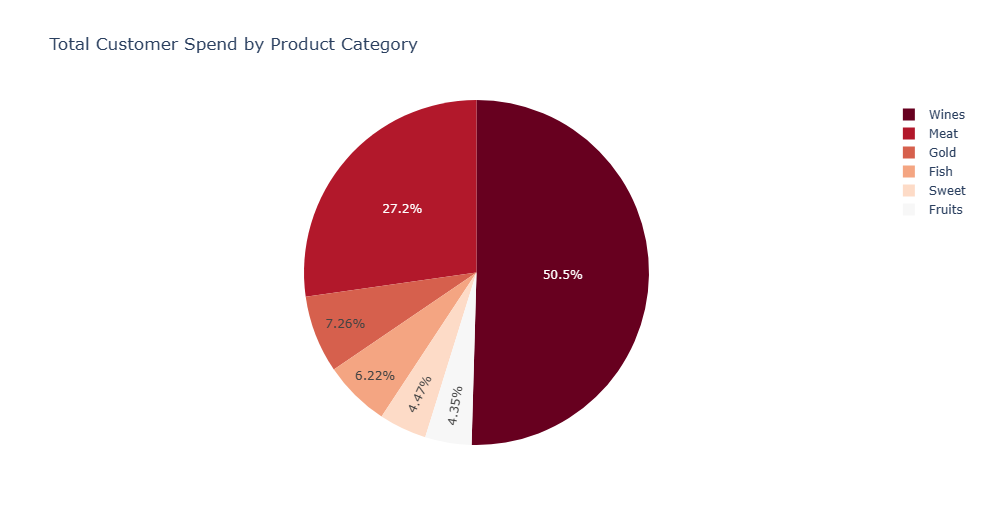 Total Customer Spend by Product Category
Wines
Meat
Gold
Fish
Sweet
Fruits
27.2%
50.5%
7.26%
6.22%
4.47%
4.35%